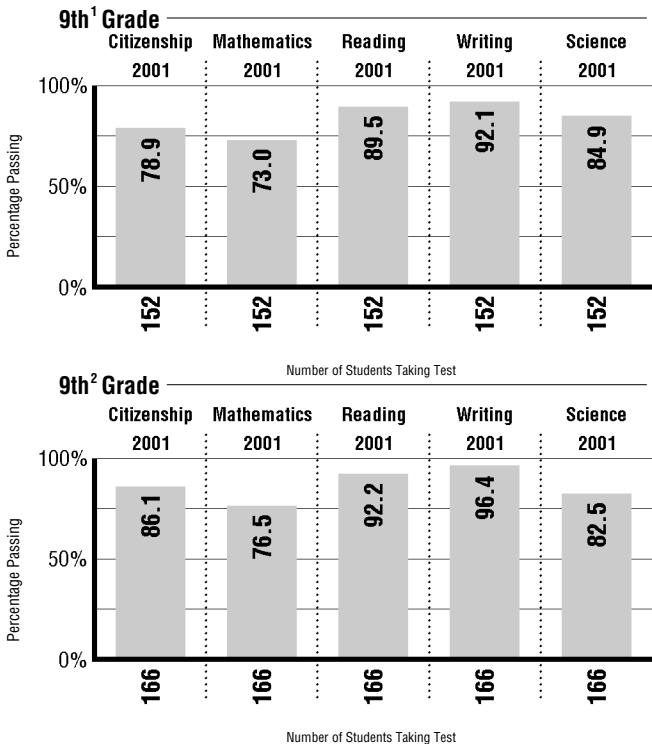 9th¹ Grade
Citizenship Mathematics Reading Writing Science
2001 2001 2001 2001 2001
100%
50%
0%
Percentage Passing
78.9 73.0 89.5 92.1 84.9
152 152 152 152 152
Number of Students Taking Test
9th² Grade
Citizenship Mathematics Reading Writing Science
2001 2001 2001 2001 2001
100%
50%
0%
Percentage Passing
86.1 76.5 92.2 96.4 82.5
166 166 166 166 166
Number of Students Taking Test